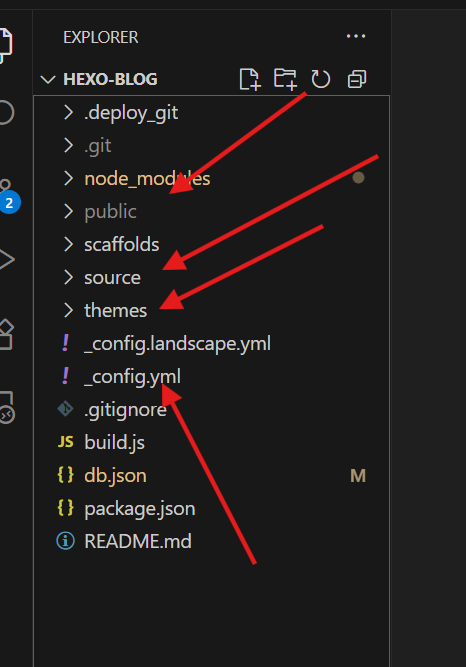 EXPLORER
HEXO-BLOG
.deploy_git
.git
node_modules
public
scaffolds
source
themes
! _config.landscape.yml
! _config.yml
.gitignore
JS build.js
{} db.json M
{} package.json
README.md
2